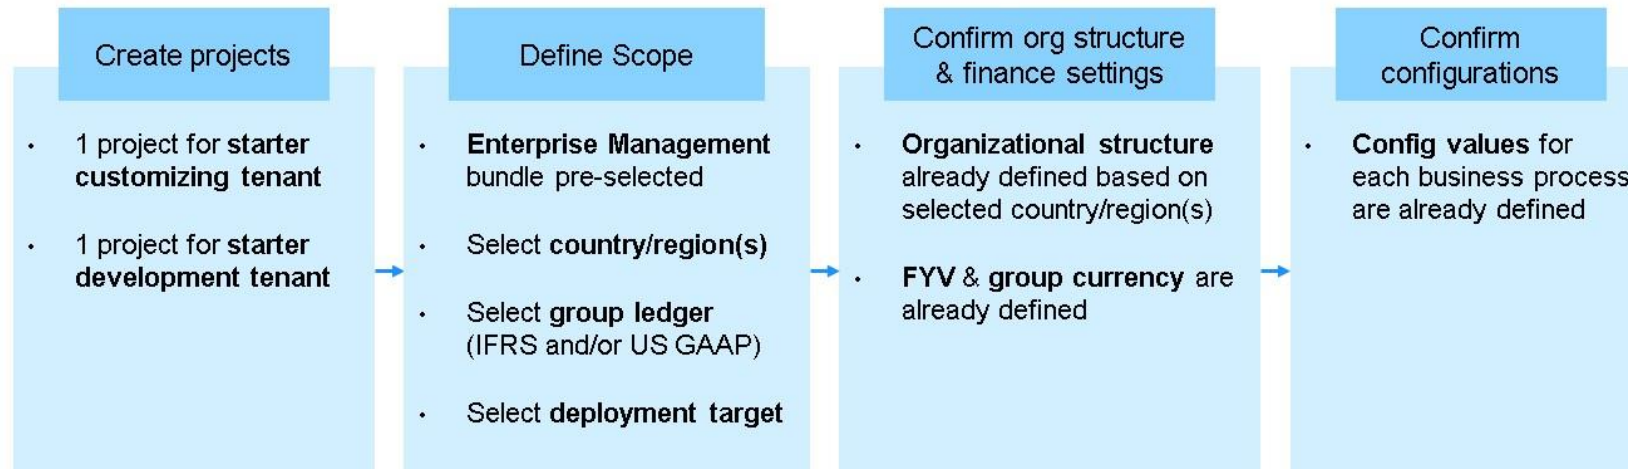 Create projects
· 1 project for starter
customizing tenant
· 1 project for starter
development tenant
Define Scope
· Enterprise Management
bundle pre-selected
· Select country/region(s)
· Select group ledger
(IFRS and/or US GAAP)
· Select deployment target
Confirm org structure
& finance settings
· Organizational structure
already defined based on
selected country/region(s)
· FYV & group currency are
already defined
Confirm
configurations
· Config values for
each business process
are already defined